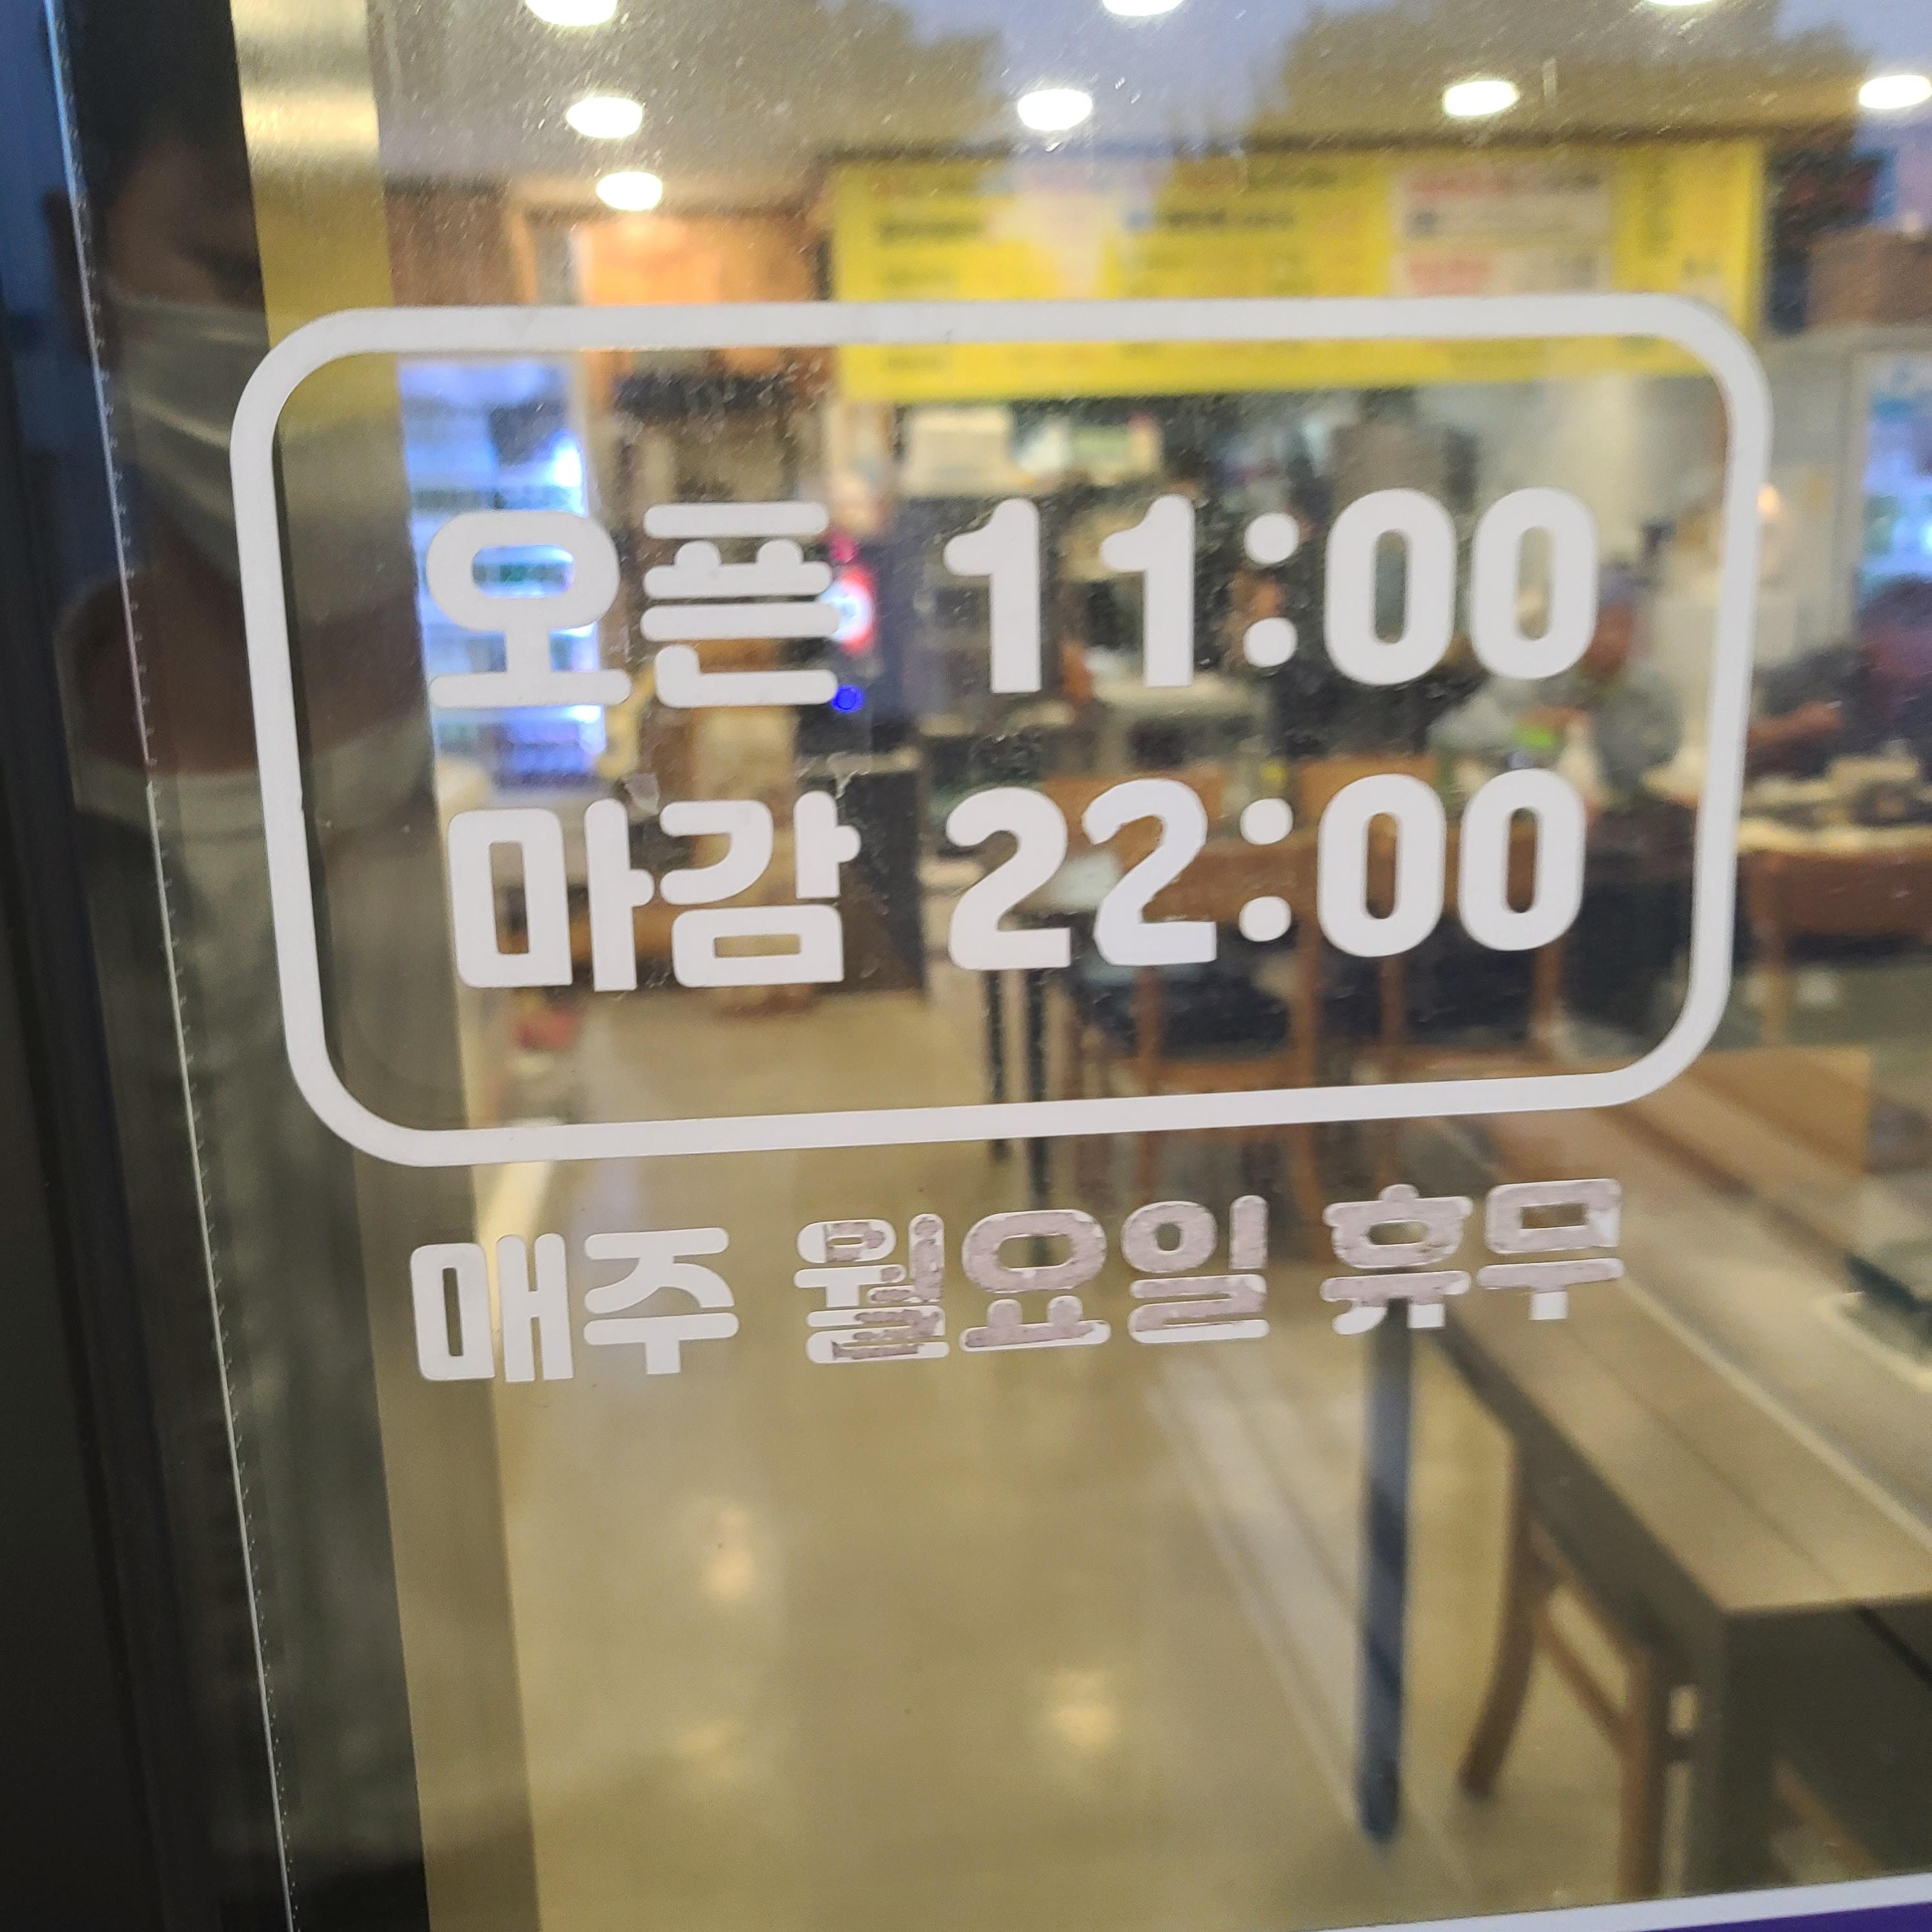 오픈 11:00
마감 22:00
매주 월요일 휴무